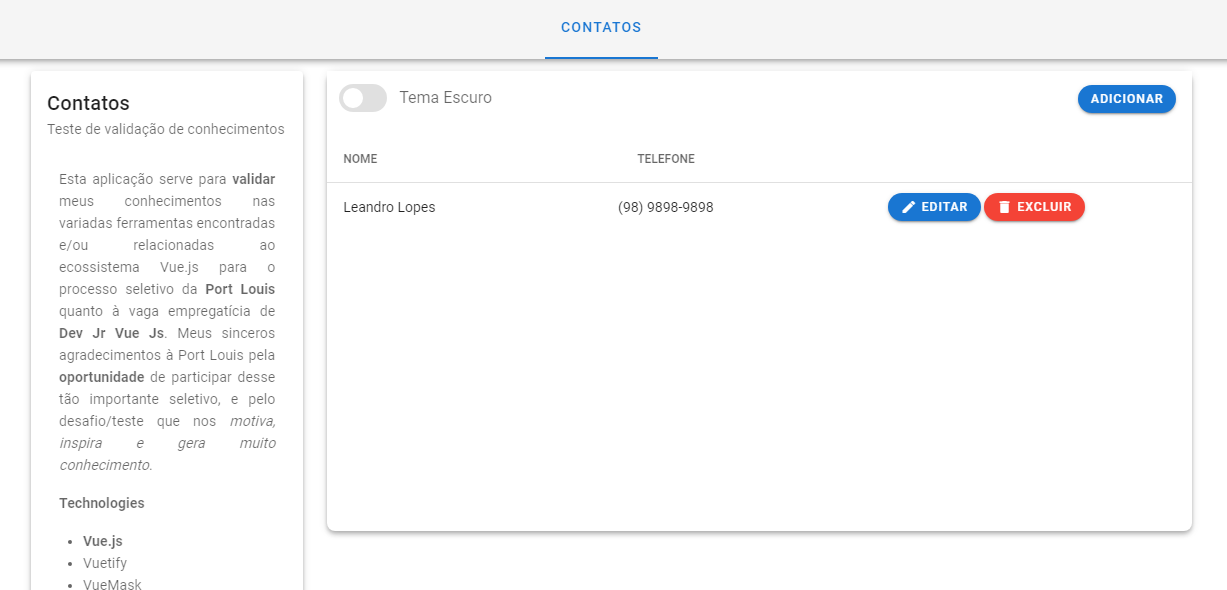 CONTATOS
Contatos
Teste de validação de conhecimentos
Esta aplicação serve para validar
meus conhecimentos nas
variadas ferramentas encontradas
e/ou relacionadas ao
ecossistema Vue.js para o
processo seletivo da Port Louis
quanto à vaga empregatícia de
Dev Jr Vue Js. Meus sinceros
agradecimentos à Port Louis pela
oportunidade de participar desse
tão importante seletivo, e pelo
desafio/teste que nos motiva,
inspira e gera muito
conhecimento.
Technologies
Vue.js
Vuetify
VueMask
Tema Escuro
ADICIONAR
NOME TELEFONE
Leandro Lopes (98) 9898-9898 EDITAR EXCLUIR